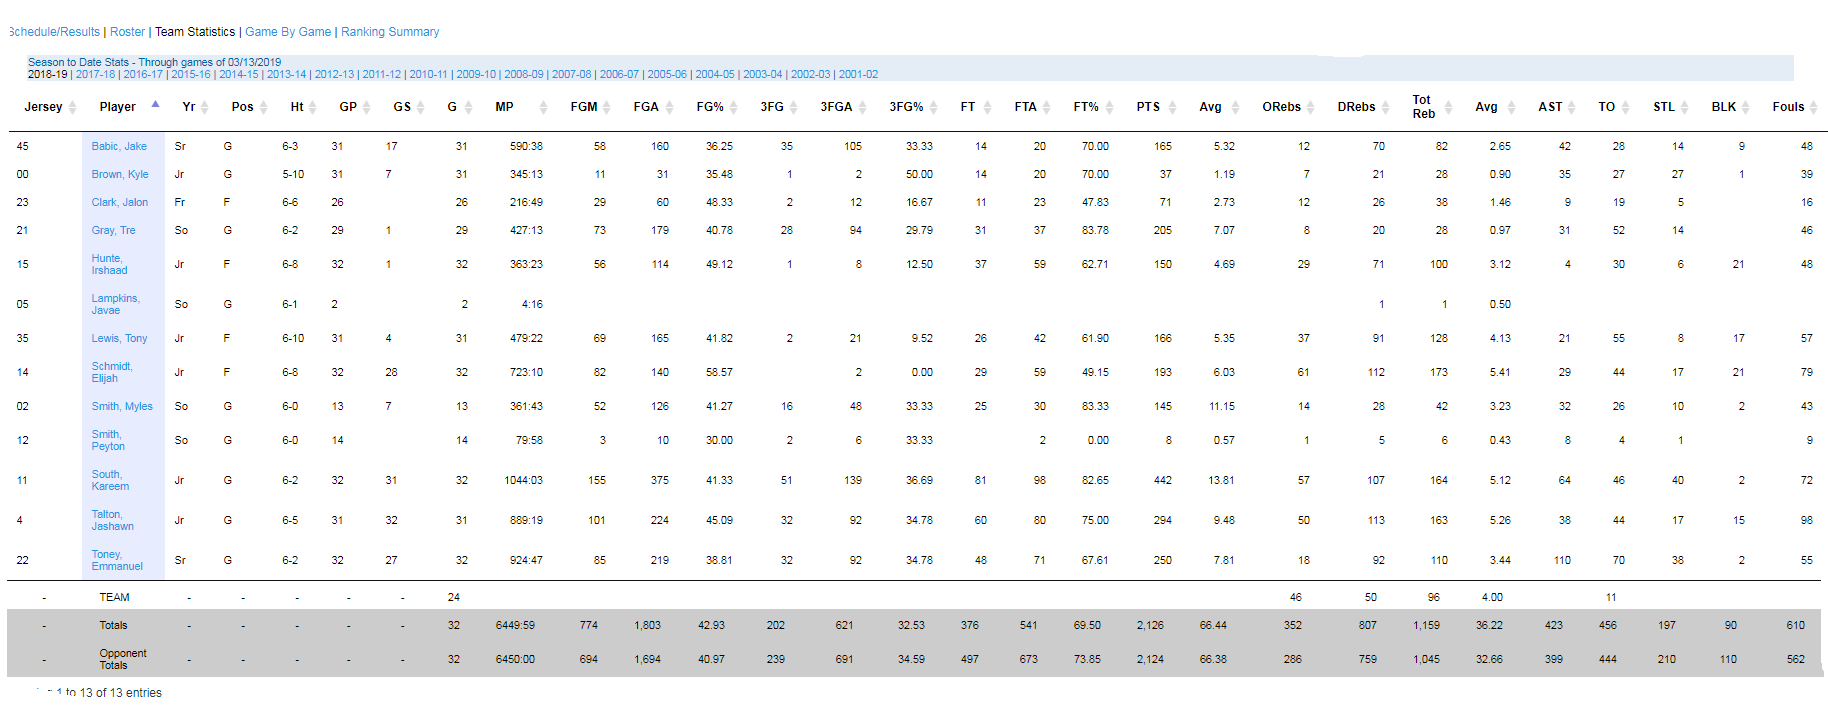 Schedule/Results | Roster | Team Statistics | Game By Game | Ranking Summary
Season to Date Stats - Through games of 03/13/2019
2018-19 | 2017-18 | 2016-17 | 2015-16 | 2014-15 | 2013-14 | 2012-13 | 2011-12 | 2010-11 | 2009-10 | 2008-09 | 2007-08 | 2006-07 | 2005-06 | 2004-05 | 2003-04 | 2002-03 | 2001-02
Jersey Player Yr Pos Ht GP GS G MP FGM FGA FG% 3FG 3FGA 3FG% FT FTA FT% PTS Avg ORebs DRebs Tot Reb Avg AST TO STL BLK Fouls
45 Babic, Jake Sr G 6-3 31 17 31 590:38 58 160 36.25 35 105 33.33 14 20 70.00 165 5.32 12 70 82 2.65 42 28 14 9 48
00 Brown, Kyle Jr G 5-10 31 7 31 345:13 11 31 35.48 1 2 50.00 14 20 70.00 37 1.19 7 21 28 0.90 35 27 27 1 39
23 Clark, Jalon Fr F 6-6 26 26 216:49 29 60 48.33 2 12 16.67 11 23 47.83 71 2.73 12 26 38 1.46 9 19 5 16
21 Gray, Tre So G 6-2 29 1 29 427:13 73 179 40.78 28 94 29.79 31 37 83.78 205 7.07 8 20 28 0.97 31 52 14 46
15 Hunte, Irshaad Jr F 6-8 32 1 32 363:23 56 114 49.12 1 8 12.50 37 59 62.71 150 4.69 29 71 100 3.12 4 30 6 21 48
05 Lampkins, Javae So G 6-1 2 2 4:16 1 1 0.50
35 Lewis, Tony Jr F 6-10 31 4 31 479:22 69 165 41.82 2 21 9.52 26 42 61.90 166 5.35 37 91 128 4.13 21 55 8 17 57
14 Schmidt, Elijah Jr F 6-8 32 28 32 723:10 82 140 58.57 2 0.00 29 59 49.15 193 6.03 61 112 173 5.41 29 44 17 21 79
02 Smith, Myles So G 6-0 13 7 13 361:43 52 126 41.27 16 48 33.33 25 30 83.33 145 11.15 14 28 42 3.23 32 26 10 2 43
12 Smith, Peyton So G 6-0 14 14 79:58 3 10 30.00 2 6 33.33 2 0.00 8 0.57 1 5 6 0.43 8 4 1 9
11 South, Kareem Jr G 6-2 32 31 32 1044:03 155 375 41.33 51 139 36.69 81 98 82.65 442 13.81 57 107 164 5.12 64 46 40 2 72
4 Talton, Jashawn Jr G 6-5 31 32 31 889:19 101 224 45.09 32 92 34.78 60 80 75.00 294 9.48 50 113 163 5.26 38 44 17 15 98
22 Toney, Emmanuel Sr G 6-2 32 27 32 924:47 85 219 38.81 32 92 34.78 48 71 67.61 250 7.81 18 92 110 3.44 110 70 38 2 55
- TEAM - - - - - 24 46 50 96 4.00 11
- Totals - - - - - 32 6449:59 774 1,803 42.93 202 621 32.53 376 541 69.50 2,126 66.44 352 807 1,159 36.22 423 456 197 90 610
- Opponent Totals - - - - - 32 6450:00 694 1,694 40.97 239 691 34.59 497 673 73.85 2,124 66.38 286 759 1,045 32.66 399 444 210 110 562
1 to 13 of 13 entries